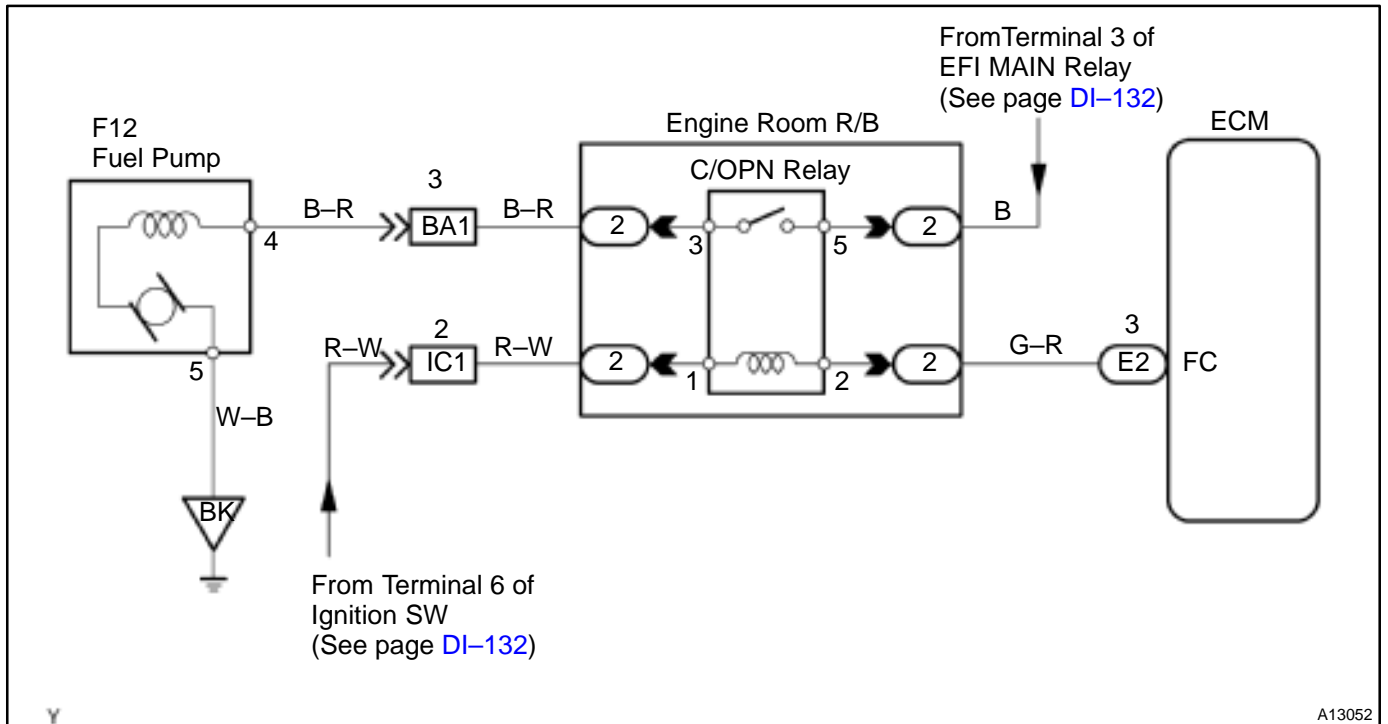 FromTerminal 3 of
EFI MAIN Relay
(See page DI–132)
F12
Fuel Pump
Engine Room R/B
ECM
C/OPN Relay
3
B–R
BA1
B–R
2
2
B
4
3
5
2
3
R–W
IC1
R–W
2
2
G–R
E2
FC
5
1
2
W–B
BK
From Terminal 6 of
Ignition SW
(See page DI–132)
Y
A13052